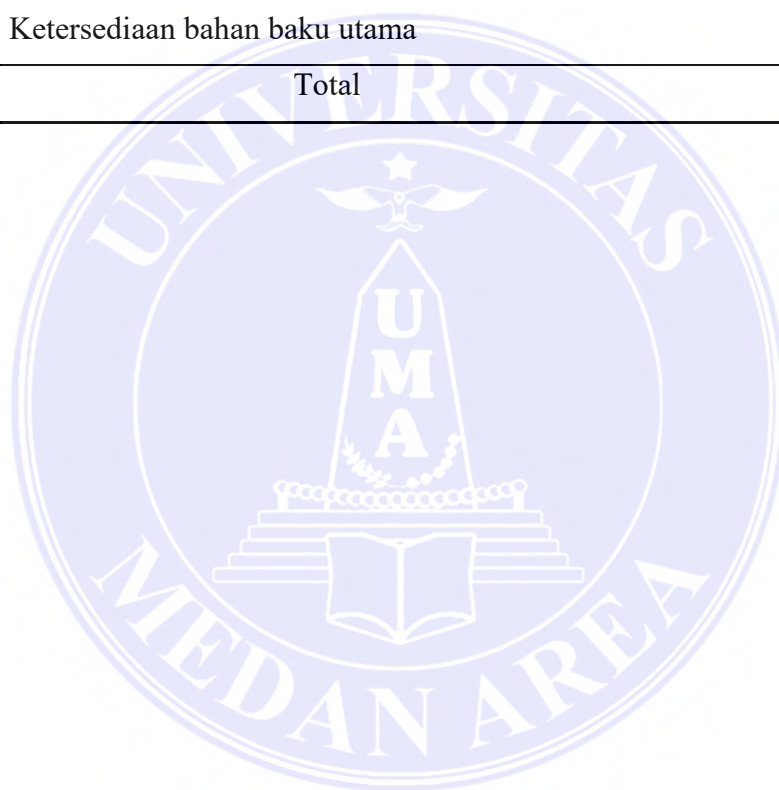 Ketersediaan bahan baku utama
Total
UNIVERSITAS
U
M
A
MEDAN AREA